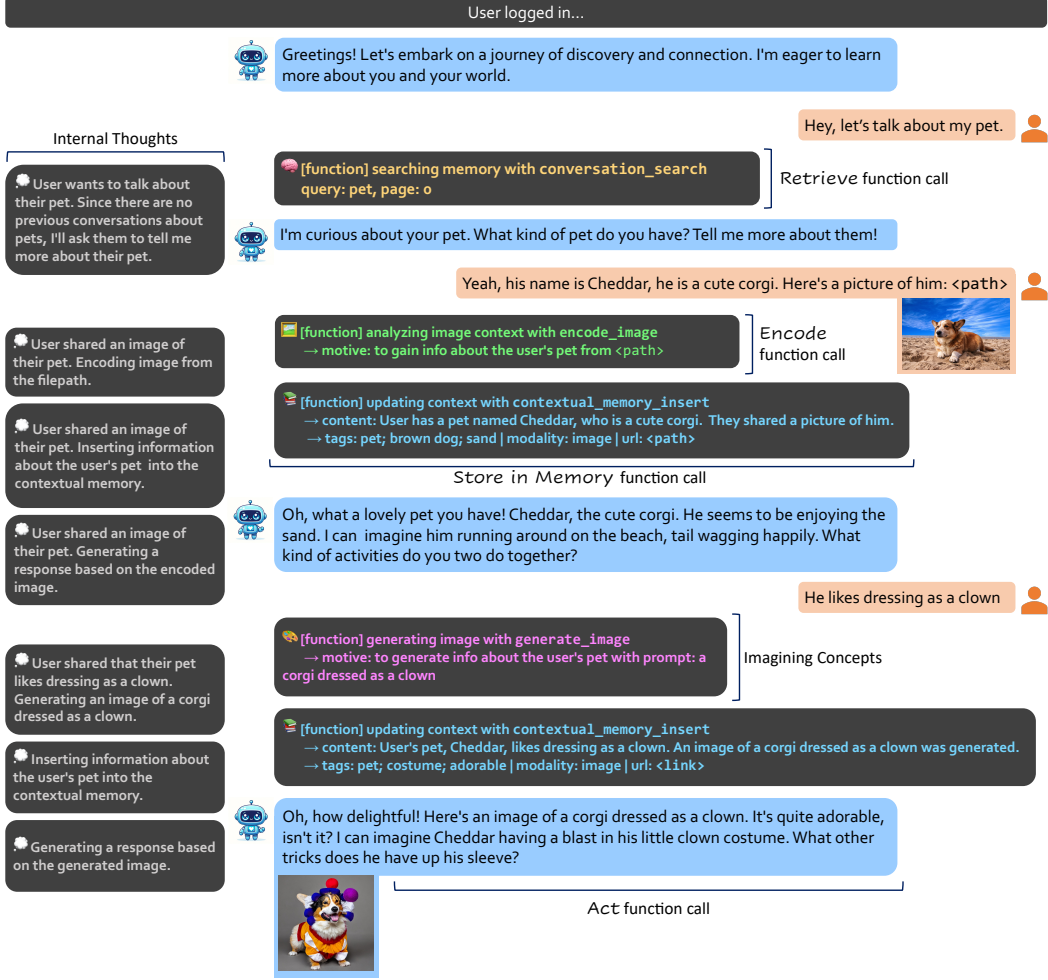 User logged in...
Greetings! Let's embark on a journey of discovery and connection. I'm eager to learn
more about you and your world.
Hey, let's talk about my pet.
Internal Thoughts
[function] searching memory with conversation_search
query: pet, page: 0
Retrieve function call
User wants to talk about
their pet. Since there are no
previous conversations about
pets, I'll ask them to tell me
more about their pet.
I'm curious about your pet. What kind of pet do you have? Tell me more about them!
Yeah, his name is Cheddar, he is a cute corgi. Here's a picture of him: <path>
User shared an image of
their pet. Encoding image from
the filepath.
[function] analyzing image context with encode_image
→ motive: to gain info about the user's pet from <path>
Encode
function call
User shared an image of
their pet. Inserting information
about the user's pet into the
contextual memory.
[function] updating context with contextual_memory_insert
→ content: User has a pet named Cheddar, who is a cute corgi. They shared a picture of him.
→ tags: pet; brown dog; sand | modality: image | url: <path>
Store in Memory function call
User shared an image of
their pet. Generating a
response based on the encoded
image.
Oh, what a lovely pet you have! Cheddar, the cute corgi. He seems to be enjoying the
sand. I can imagine him running around on the beach, tail wagging happily. What
kind of activities do you two do together?
He likes dressing as a clown
User shared that their pet
likes dressing as a clown.
Generating an image of a corgi
dressed as a clown.
[function] generating image with generate_image
→ motive: to generate info about the user's pet with prompt: a
corgi dressed as a clown
Imagining Concepts
Inserting information about
the user's pet into the
contextual memory.
[function] updating context with contextual_memory_insert
→ content: User's pet, Cheddar, likes dressing as a clown. An image of a corgi dressed as a clown was generated.
→ tags: pet; costume; adorable | modality: image | url: <link>
Generating a response based
on the generated image.
Oh, how delightful! Here's an image of a corgi dressed as a clown. It's quite adorable,
isn't it? I can imagine Cheddar having a blast in his little clown costume. What other
tricks does he have up his sleeve?
Act function call